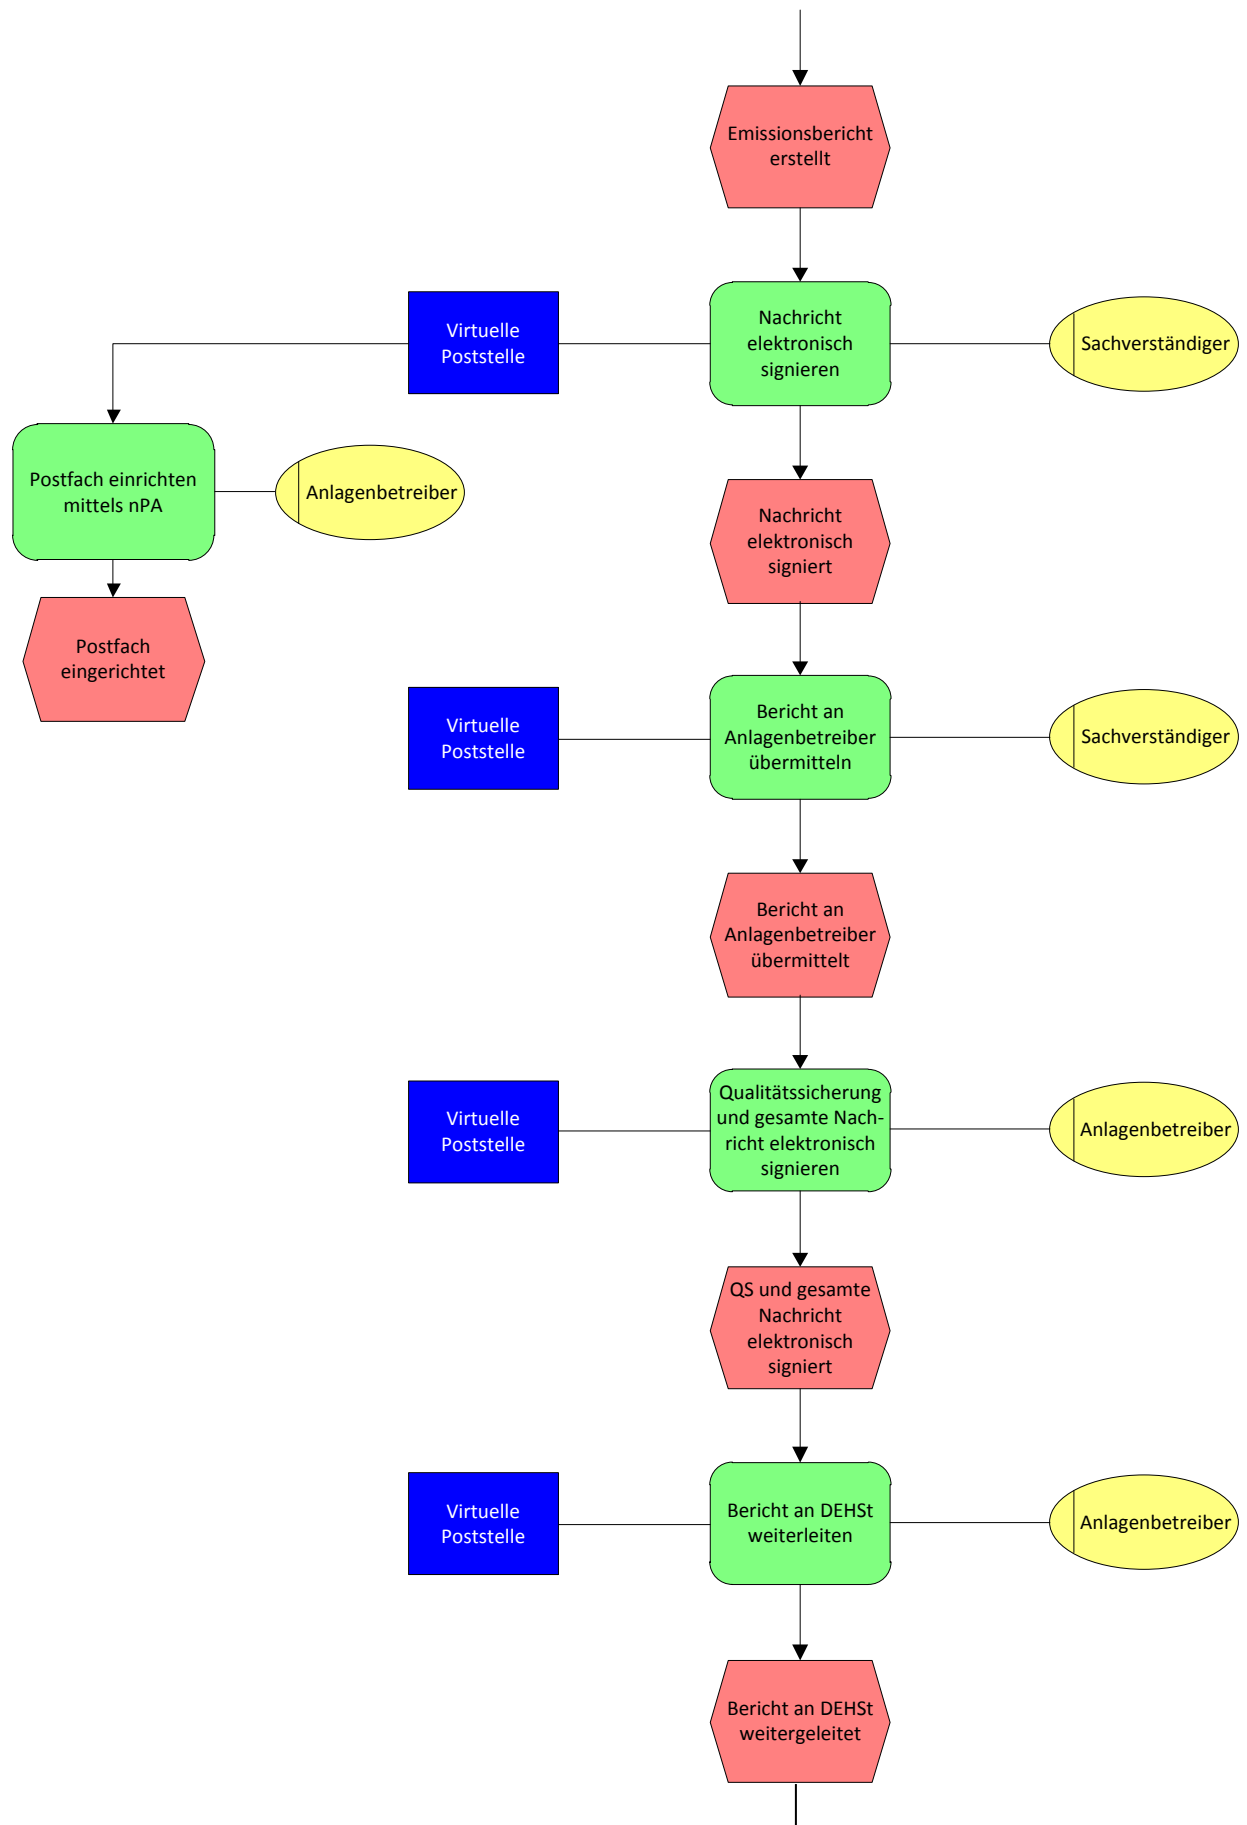 Emissionsbericht
erstellt
Virtuelle
Poststelle
Nachricht
elektronisch
signieren
Sachverständiger
Postfach einrichten
mittels nPA
Anlagenbetreiber
Nachricht
elektronisch
signiert
Postfach
eingerichtet
Virtuelle
Poststelle
Bericht an
Anlagenbetreiber
übermitteln
Sachverständiger
Bericht an
Anlagenbetreiber
übermittelt
Virtuelle
Poststelle
Qualitätssicherung
und gesamte Nach-
richt elektronisch
signieren
Anlagenbetreiber
QS und gesamte
Nachricht
elektronisch
signiert
Virtuelle
Poststelle
Bericht an DEHSt
weiterleiten
Anlagenbetreiber
Bericht an DEHSt
weitergeleitet